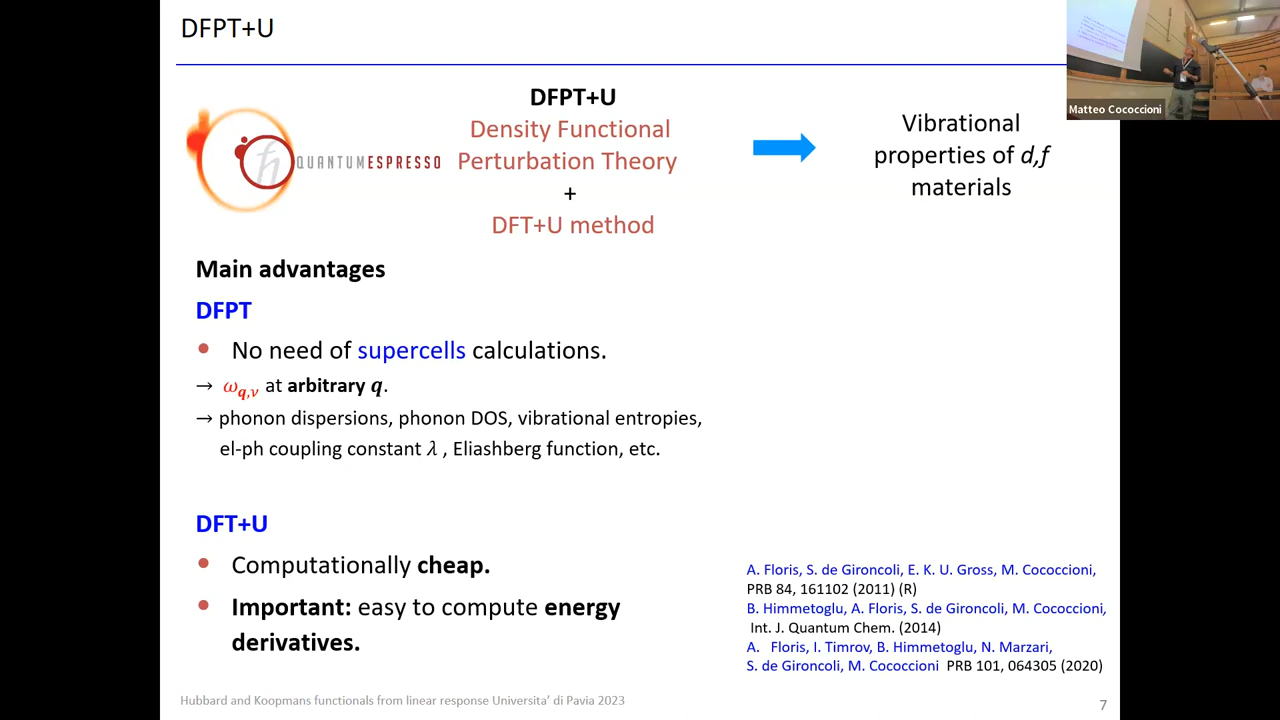 DFPT+U
Matteo Cococcioni
QUANTUMESPRESSO
DFPT+U
Density Functional
Perturbation Theory
+
DFT+U method
Vibrational
properties of d,f
materials
Main advantages
DFPT
• No need of supercells calculations.
→ ω_{q,ν} at arbitrary q.
→ phonon dispersions, phonon DOS, vibrational entropies,
el-ph coupling constant λ , Eliashberg function, etc.
DFT+U
• Computationally cheap.
• Important: easy to compute energy
derivatives.
A. Floris, S. de Gironcoli, E. K. U. Gross, M. Cococcioni,
PRB 84, 161102 (2011) (R)
B. Himmetoglu, A. Floris, S. de Gironcoli, M. Cococcioni,
Int. J. Quantum Chem. (2014)
A. Floris, I. Timrov, B. Himmetoglu, N. Marzari,
S. de Gironcoli, M. Cococcioni PRB 101, 064305 (2020)
Hubbard and Koopmans functionals from linear response Universita’ di Pavia 2023
7